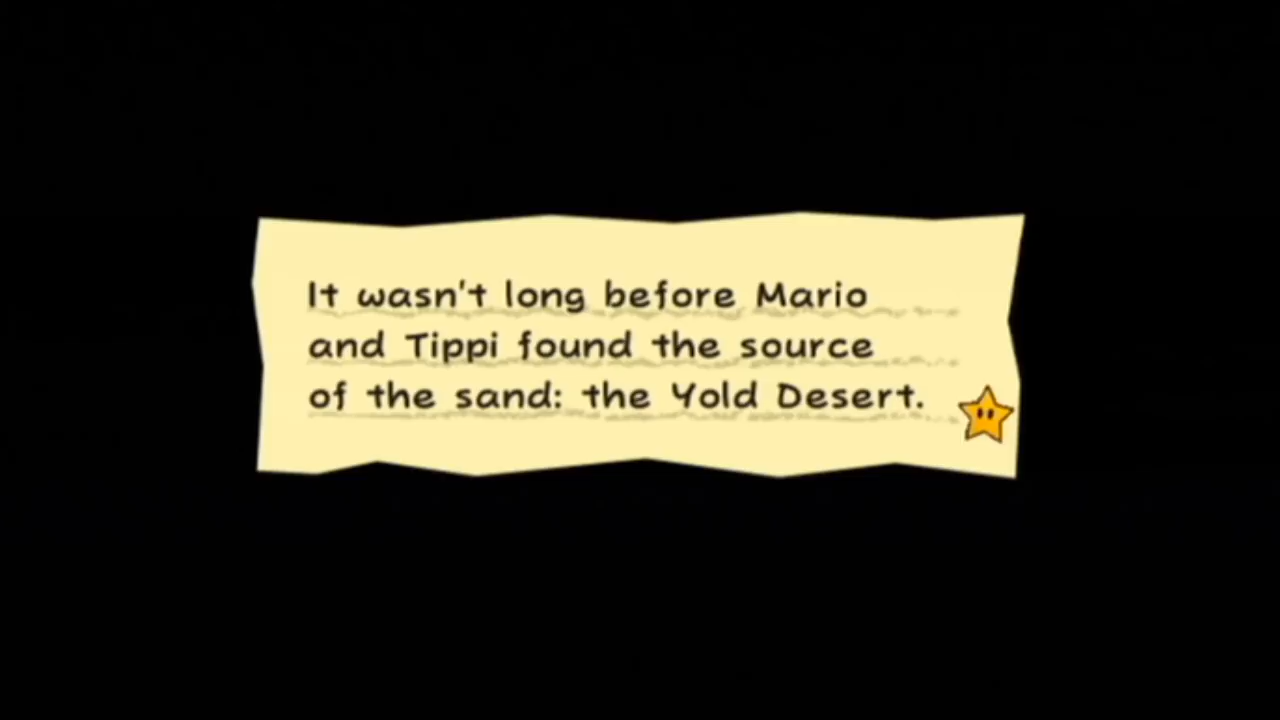 It wasn't long before Mario
and Tippi found the source
of the sand: the Yold Desert.